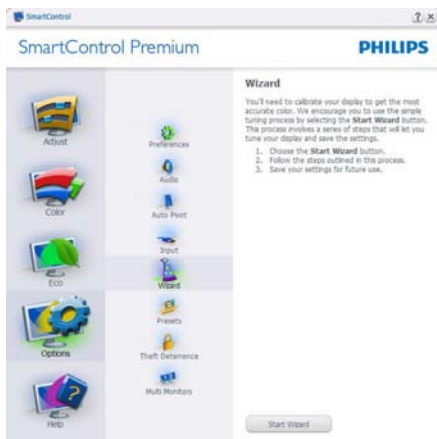 SmartControl
SmartControl Premium
PHILIPS
Adjust
Color
Eco
Options
Help
Preferences
Audio
Auto Pivot
Input
Wizard
Presets
Theft Deterrence
Multi Monitors
Wizard
You'll need to calibrate your display to get the most
accurate color. We encourage you to use the simple
tuning process by selecting the Start Wizard button.
This process involves a series of steps that will let you
tune your display and save the settings.
1. Choose the Start Wizard button.
2. Follow the steps outlined in this process.
3. Save your settings for future use.
Start Wizard